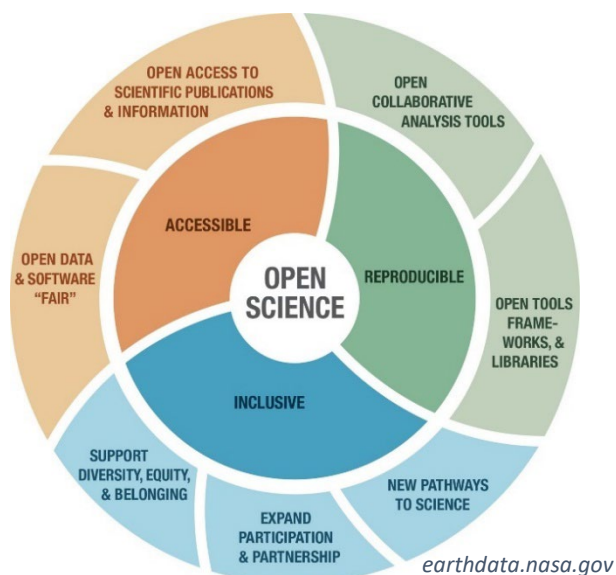 OPEN ACCESS TO
SCIENTIFIC PUBLICATIONS
& INFORMATION
OPEN
COLLABORATIVE
ANALYSIS TOOLS
ACCESSIBLE
OPEN DATA
& SOFTWARE
“FAIR”
OPEN
SCIENCE
REPRODUCIBLE
OPEN TOOLS
FRAME-
WORKS, &
LIBRARIES
INCLUSIVE
SUPPORT
DIVERSITY, EQUITY,
& BELONGING
EXPAND
PARTICIPATION
& PARTNERSHIP
NEW PATHWAYS
TO SCIENCE
earthdata.nasa.gov